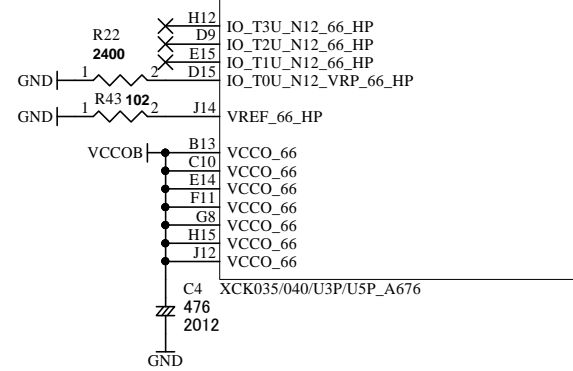 H12 IO_T3U_N12_66_HP
R22 D9 IO_T2U_N12_66_HP
2400 E15 IO_T1U_N12_66_HP
GND 1 2 D15 IO_T0U_N12_VRP_66_HP
R43 102
GND 1 2 J14 VREF_66_HP
VCCOB B13 VCCO_66
C10 VCCO_66
E14 VCCO_66
F11 VCCO_66
G8 VCCO_66
H15 VCCO_66
J12 VCCO_66
C4 XCK035/040/U3P/U5P_A676
476
2012
GND